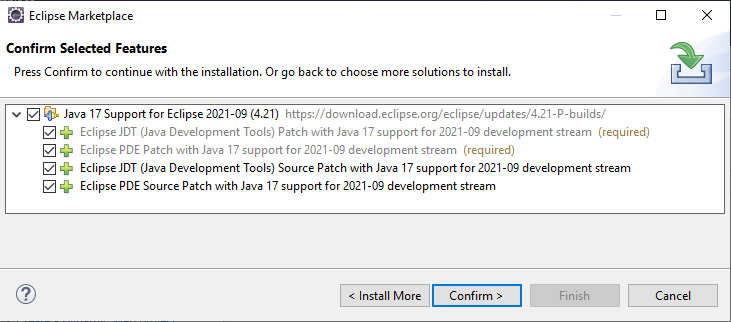 Eclipse Marketplace
Confirm Selected Features
Press Confirm to continue with the installation. Or go back to choose more solutions to install.
Java 17 Support for Eclipse 2021-09 (4.21) https://download.eclipse.org/eclipse/updates/4.21-P-builds/
Eclipse JDT (Java Development Tools) Patch with Java 17 support for 2021-09 development stream (required)
Eclipse PDE Patch with Java 17 support for 2021-09 development stream (required)
Eclipse JDT (Java Development Tools) Source Patch with Java 17 support for 2021-09 development stream
Eclipse PDE Source Patch with Java 17 support for 2021-09 development stream
? < Install More Confirm > Finish Cancel